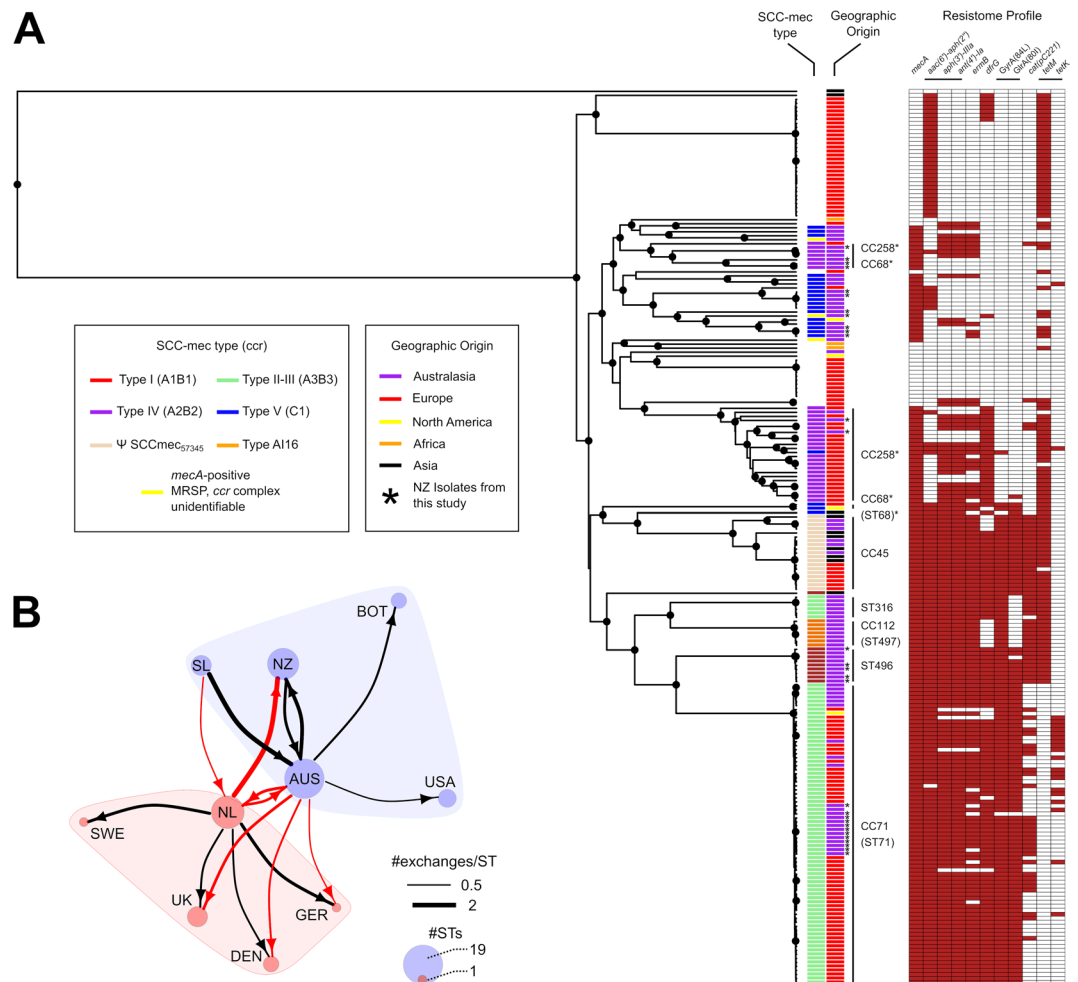 A
SCC-mec type
Geographic Origin
Resistome Profile
mecA
aac(6')-aph(2'')
aph(3')-IIIa
ant(4')-Ia
ermB
dfrG
GyrA(84L)
GrlA(80I)
cat(pC221)
tetM
tetK
SCC-mec type (ccr)
Type I (A1B1)
Type II-III (A3B3)
Type IV (A2B2)
Type V (C1)
Ψ SCCmec57345
Type AI16
mecA-positive
MRSP, ccr complex
unidentifiable
Geographic Origin
Australasia
Europe
North America
Africa
Asia
* NZ Isolates from
this study
CC258*
CC68*
CC258*
CC68*
(ST68)*
CC45
ST316
CC112
(ST497)
ST496
CC71
(ST71)
B
BOT
SL
NZ
AUS
USA
NL
SWE
UK
GER
DEN
#exchanges/ST
0.5
2
#STs
19
1